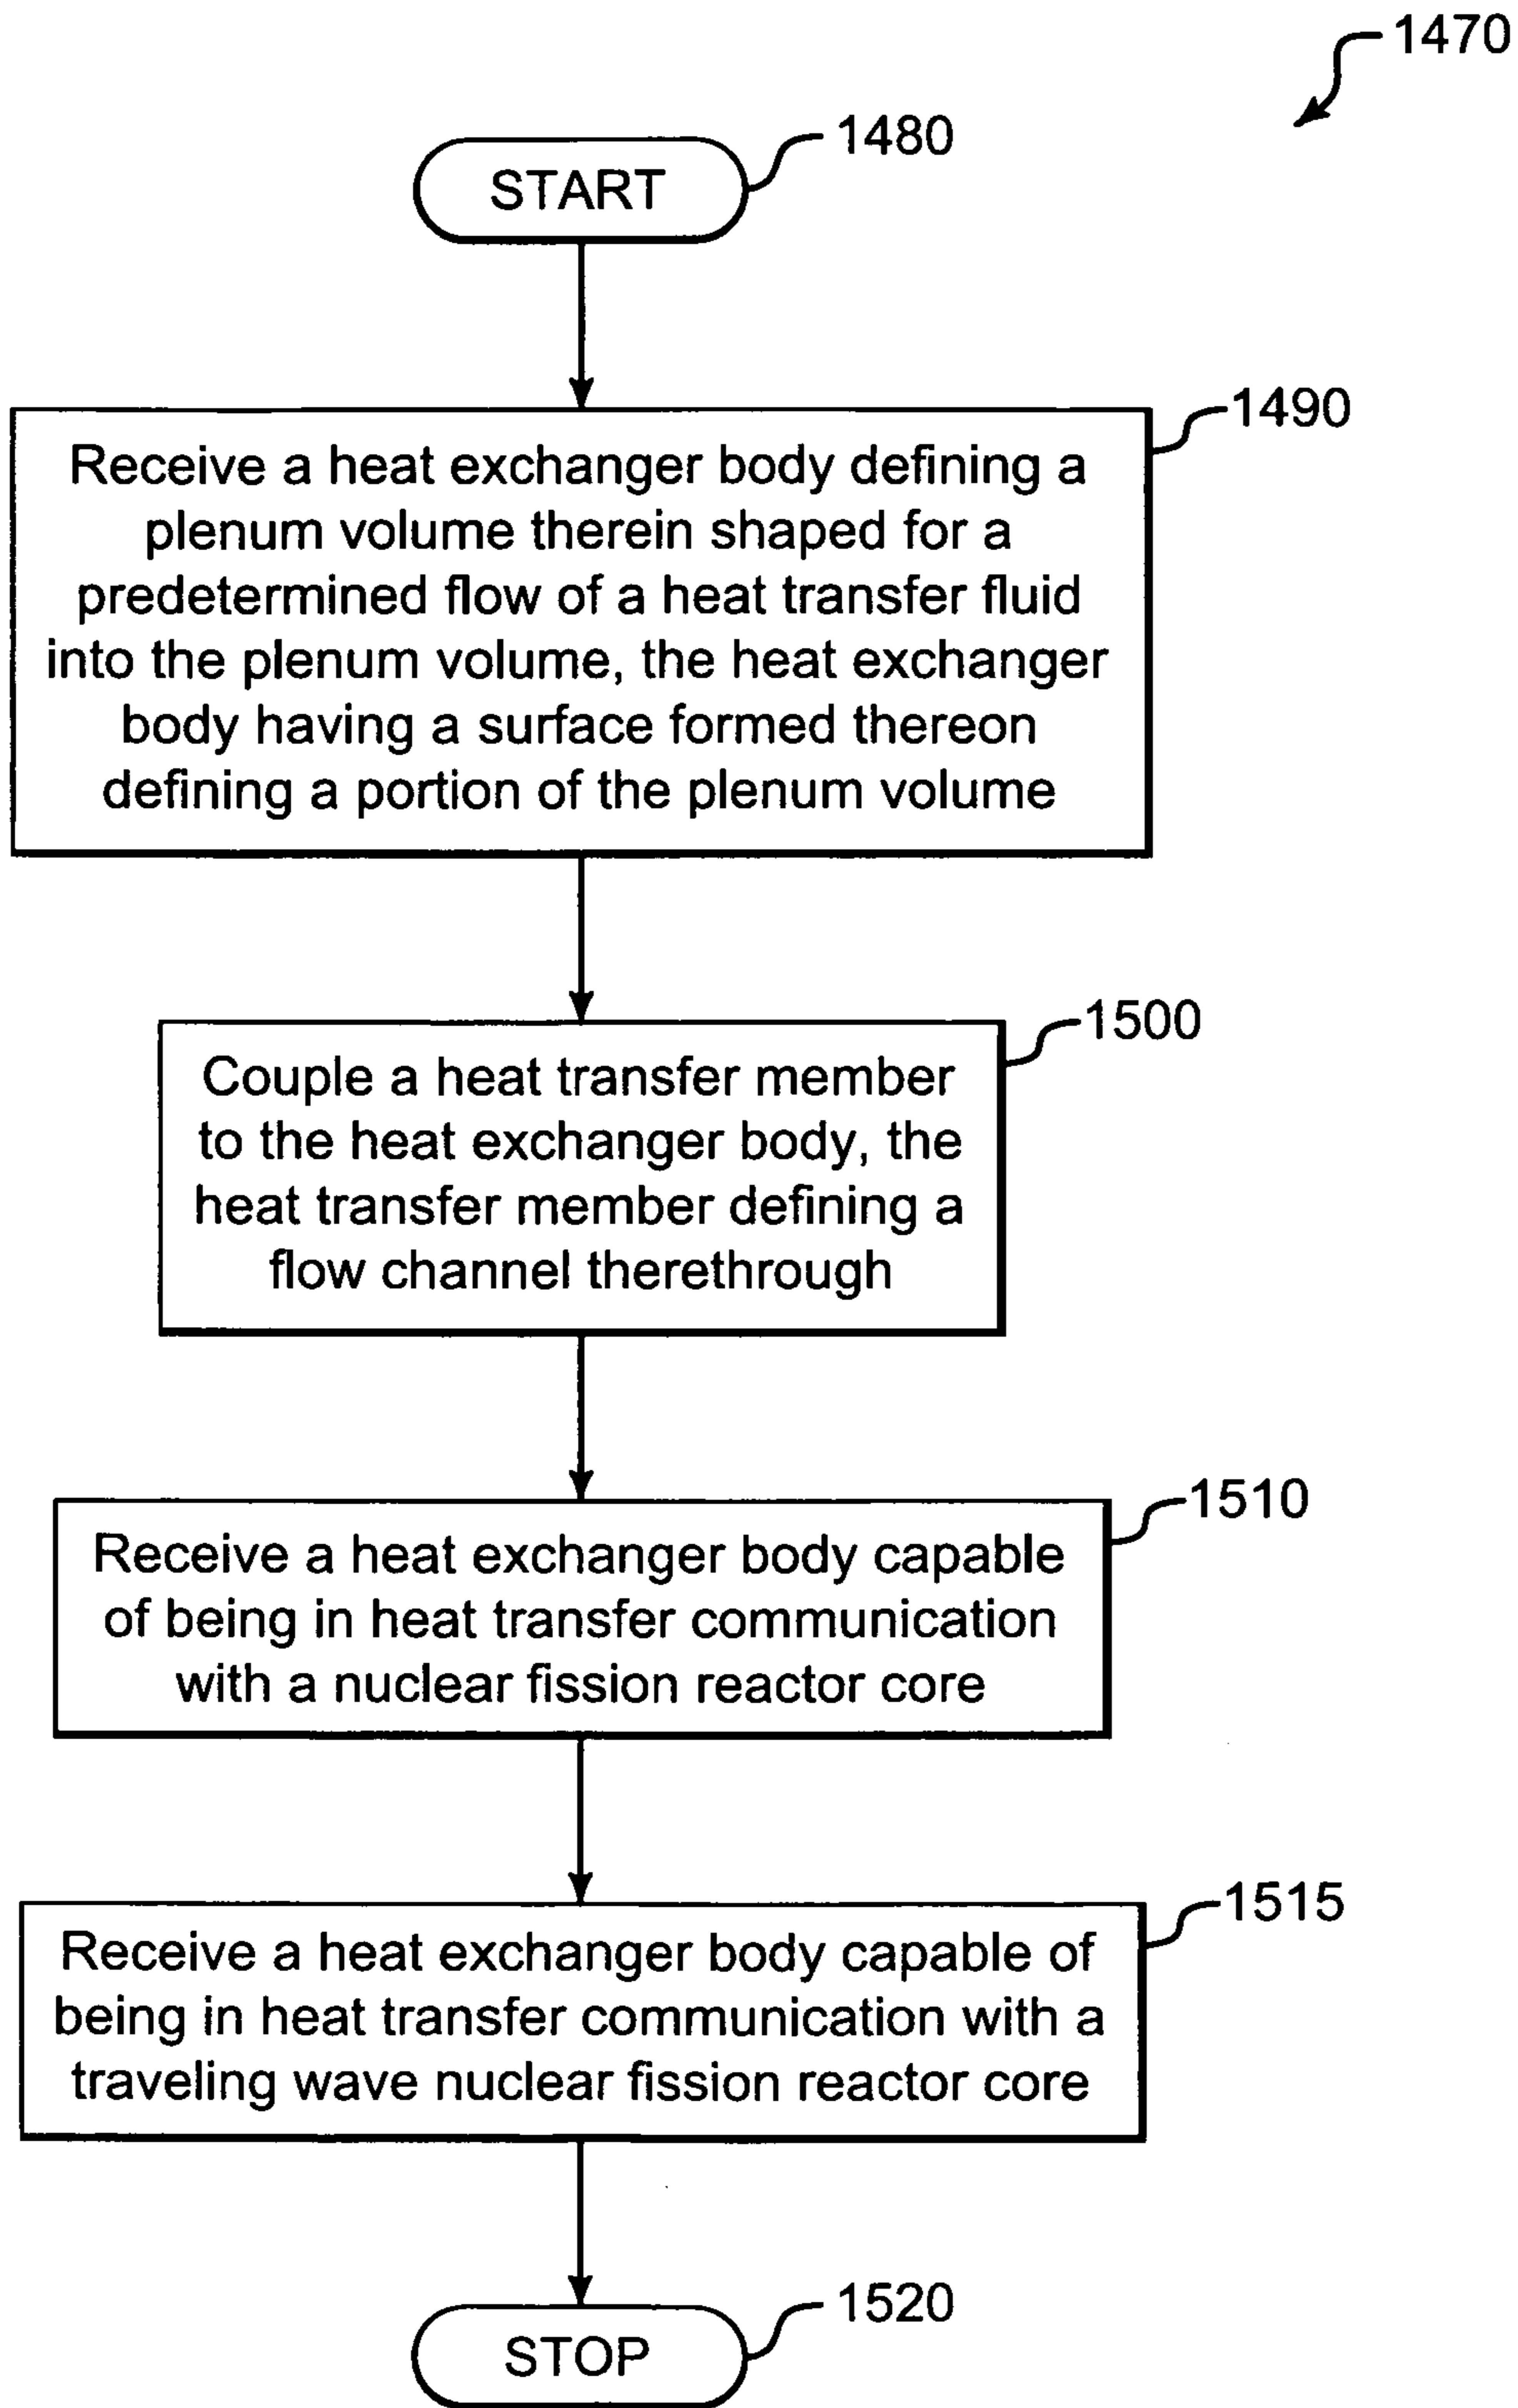 1470
1480
START
1490
Receive a heat exchanger body defining a
plenum volume therein shaped for a
predetermined flow of a heat transfer fluid
into the plenum volume, the heat exchanger
body having a surface formed thereon
defining a portion of the plenum volume
1500
Couple a heat transfer member
to the heat exchanger body, the
heat transfer member defining a
flow channel therethrough
1510
Receive a heat exchanger body capable
of being in heat transfer communication
with a nuclear fission reactor core
1515
Receive a heat exchanger body capable of
being in heat transfer communication with a
traveling wave nuclear fission reactor core
1520
STOP